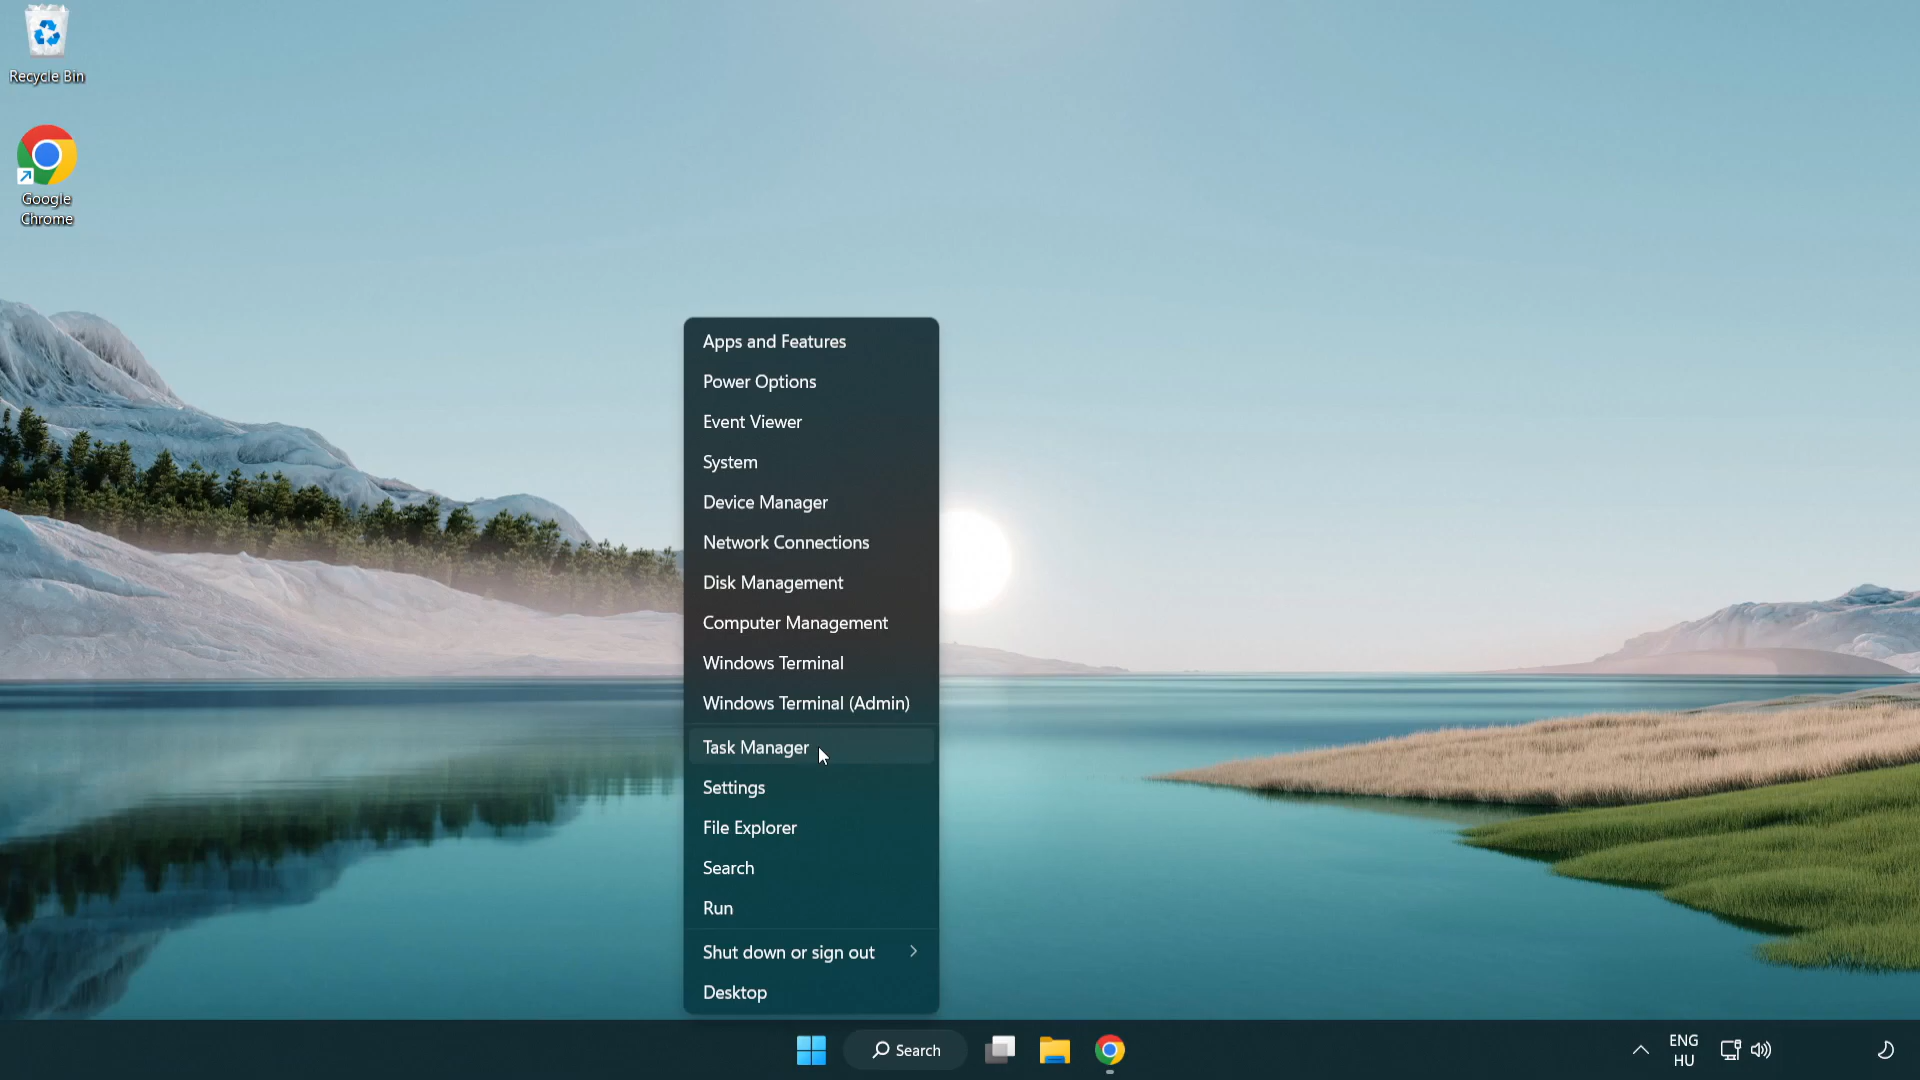 Recycle Bin
Google
Chrome
Apps and Features
Power Options
Event Viewer
System
Device Manager
Network Connections
Disk Management
Computer Management
Windows Terminal
Windows Terminal (Admin)
Task Manager
Settings
File Explorer
Search
Run
Shut down or sign out
Desktop
Search
ENG
HU